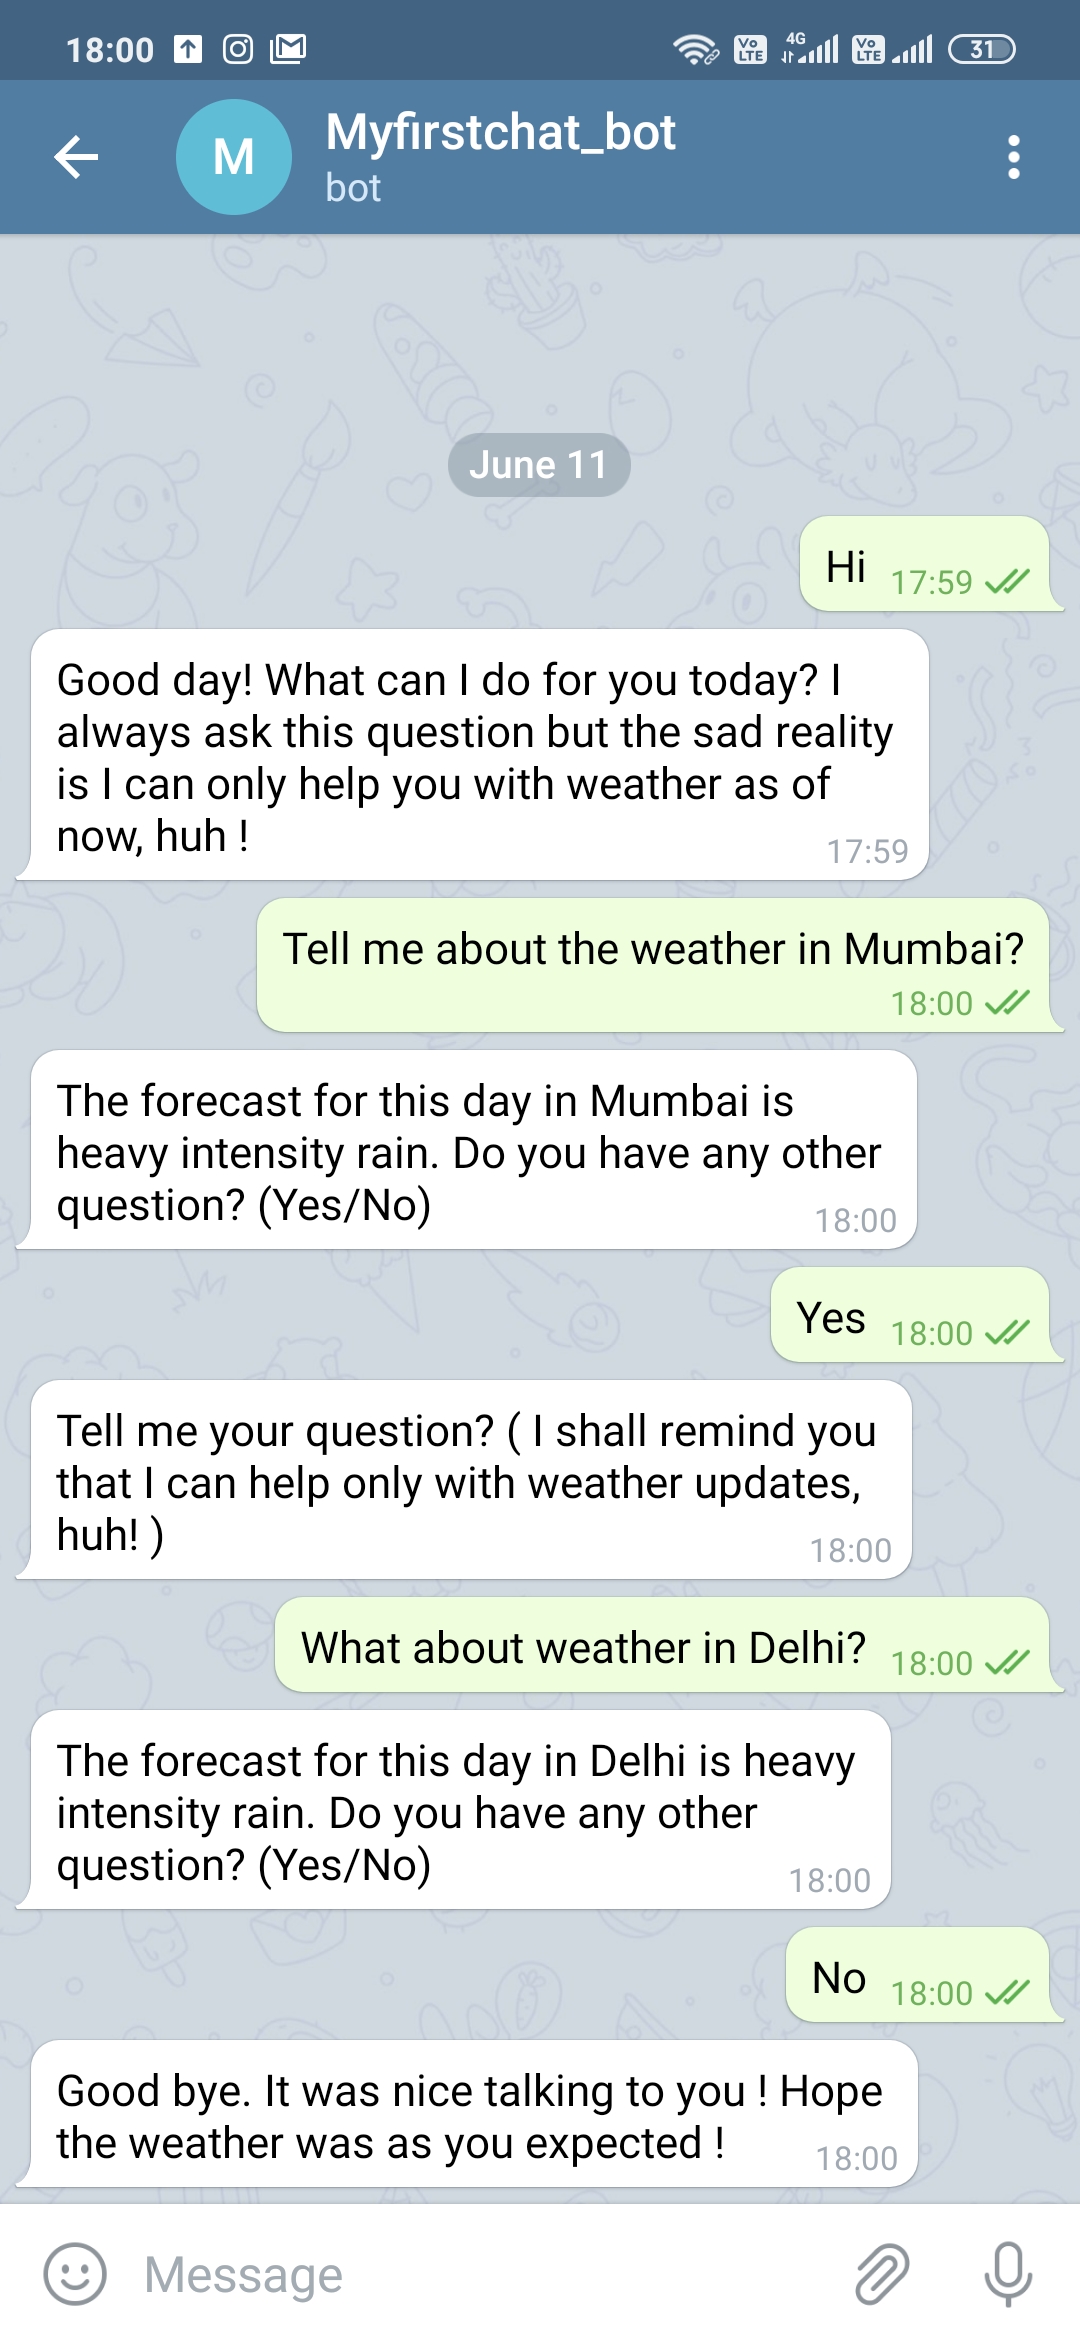 18:00
Vo LTE 4G Vo LTE 31
M
Myfirstchat_bot
bot
June 11
Hi 17:59
Good day! What can I do for you today? I
always ask this question but the sad reality
is I can only help you with weather as of
now, huh !
17:59
Tell me about the weather in Mumbai?
18:00
The forecast for this day in Mumbai is
heavy intensity rain. Do you have any other
question? (Yes/No)
18:00
Yes 18:00
Tell me your question? ( I shall remind you
that I can help only with weather updates,
huh! )
18:00
What about weather in Delhi? 18:00
The forecast for this day in Delhi is heavy
intensity rain. Do you have any other
question? (Yes/No)
18:00
No 18:00
Good bye. It was nice talking to you ! Hope
the weather was as you expected !
18:00
Message